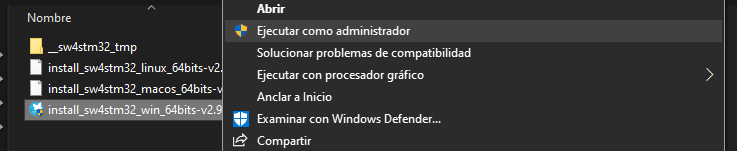 Nombre
__sw4stm32_tmp
install_sw4stm32_linux_64bits-v2.
install_sw4stm32_macos_64bits-v
install_sw4stm32_win_64bits-v2.9
Abrir
Ejecutar como administrador
Solucionar problemas de compatibilidad
Ejecutar con procesador gráfico
Anclar a Inicio
Examinar con Windows Defender...
Compartir